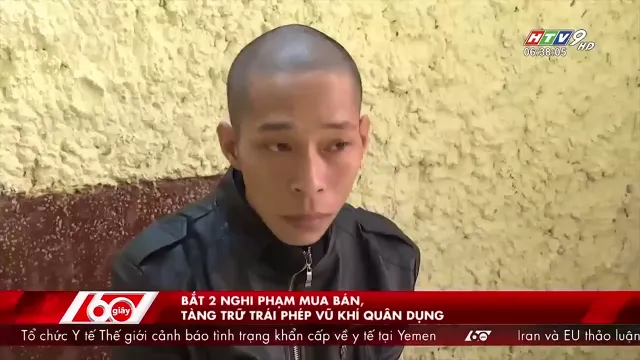 HTV9 HD
06:38:05
60 giây
BẮT 2 NGHI PHẠM MUA BÁN,
TÀNG TRỮ TRÁI PHÉP VŨ KHÍ QUÂN DỤNG
Tổ chức Y tế Thế giới cảnh báo tình trạng khẩn cấp về y tế tại Yemen 60 giây Iran và EU thảo luận